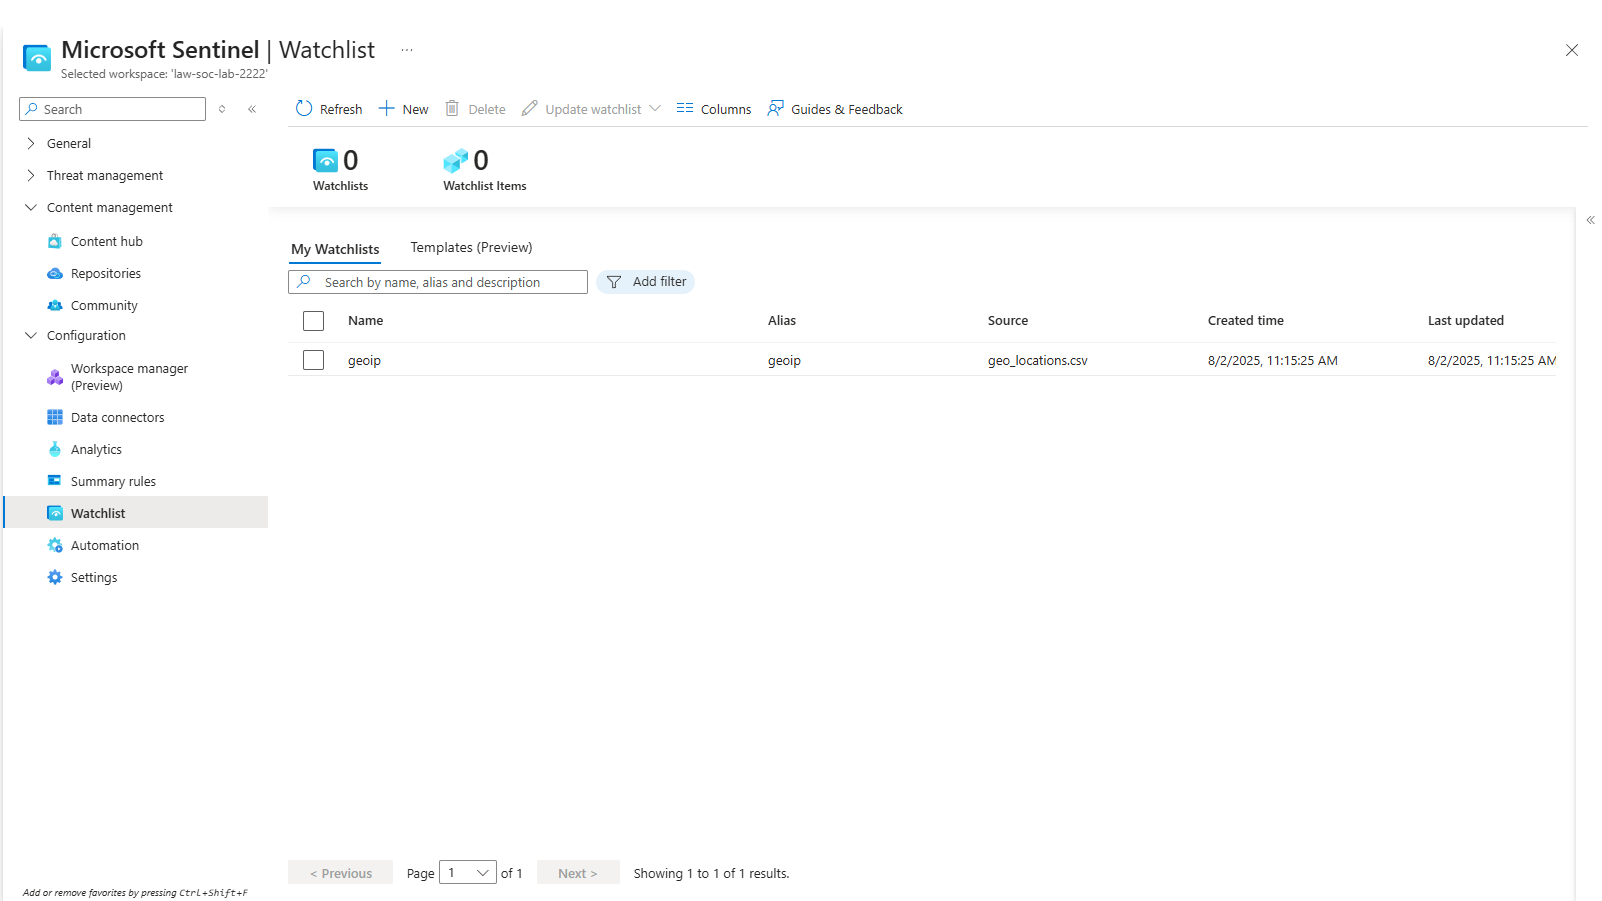 Microsoft Sentinel | Watchlist ...
Selected workspace: 'law-soc-lab-2222'
Search
General
Threat management
Content management
Content hub
Repositories
Community
Configuration
Workspace manager
(Preview)
Data connectors
Analytics
Summary rules
Watchlist
Automation
Settings
Add or remove favorites by pressing Ctrl+Shift+F
Refresh New Delete Update watchlist Columns Guides & Feedback
0 0
Watchlists Watchlist Items
My Watchlists Templates (Preview)
Search by name, alias and description Add filter
Name Alias Source Created time Last updated
geoip geoip geo_locations.csv 8/2/2025, 11:15:25 AM 8/2/2025, 11:15:25 AM
< Previous Page 1 of 1 Next > Showing 1 to 1 of 1 results.